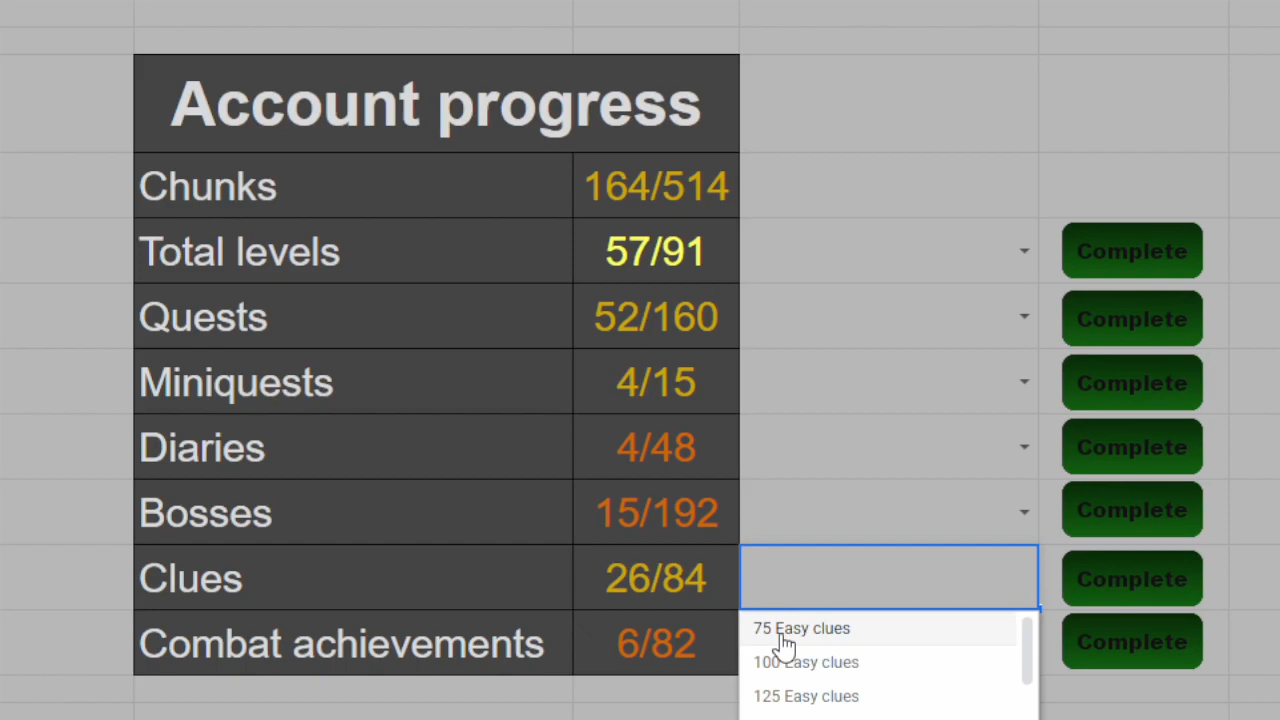 Account progress
Chunks 164/514
Total levels 57/91 Complete
Quests 52/160 Complete
Miniquests 4/15 Complete
Diaries 4/48 Complete
Bosses 15/192 Complete
Clues 26/84 Complete
Combat achievements 6/82 Complete
75 Easy clues
100 Easy clues
125 Easy clues